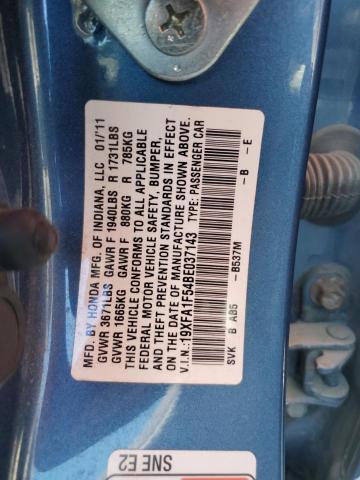 MFD. BY HONDA MFG. OF INDIANA, LLC 01/11
GVWR 3671LBS GAWR F 1940LBS R 1731LBS
GVWR 1665KG GAWR F 880KG R 785KG
THIS VEHICLE CONFORMS TO ALL APPLICABLE
FEDERAL MOTOR VEHICLE SAFETY, BUMPER,
AND THEFT PREVENTION STANDARDS IN EFFECT
ON THE DATE OF MANUFACTURE SHOWN ABOVE.
V.I.N.:19XFA1F54BE037143 TYPE: PASSENGER CAR
SVK B AB5 -B537M -B -E
SNE E2